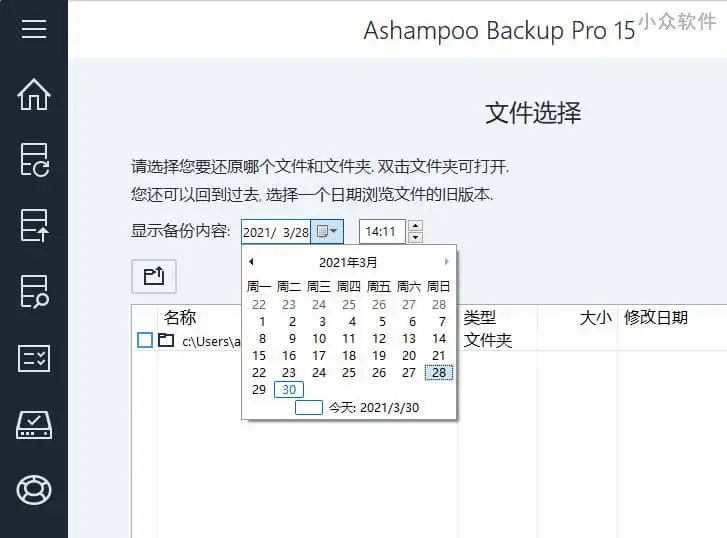 Ashampoo Backup Pro 15
小众软件
文件选择
请选择您要还原哪个文件和文件夹. 双击文件夹可打开.
您还可以回到过去, 选择一个日期浏览文件的旧版本.
显示备份内容: 2021/ 3/28 14:11
2021年3月
周一 周二 周三 周四 周五 周六 周日
22 23 24 25 26 27 28
1 2 3 4 5 6 7
8 9 10 11 12 13 14
15 16 17 18 19 20 21
22 23 24 25 26 27 28
29 30
今天: 2021/3/30
名称 类型 大小 修改日期
c:\Users\a 文件夹